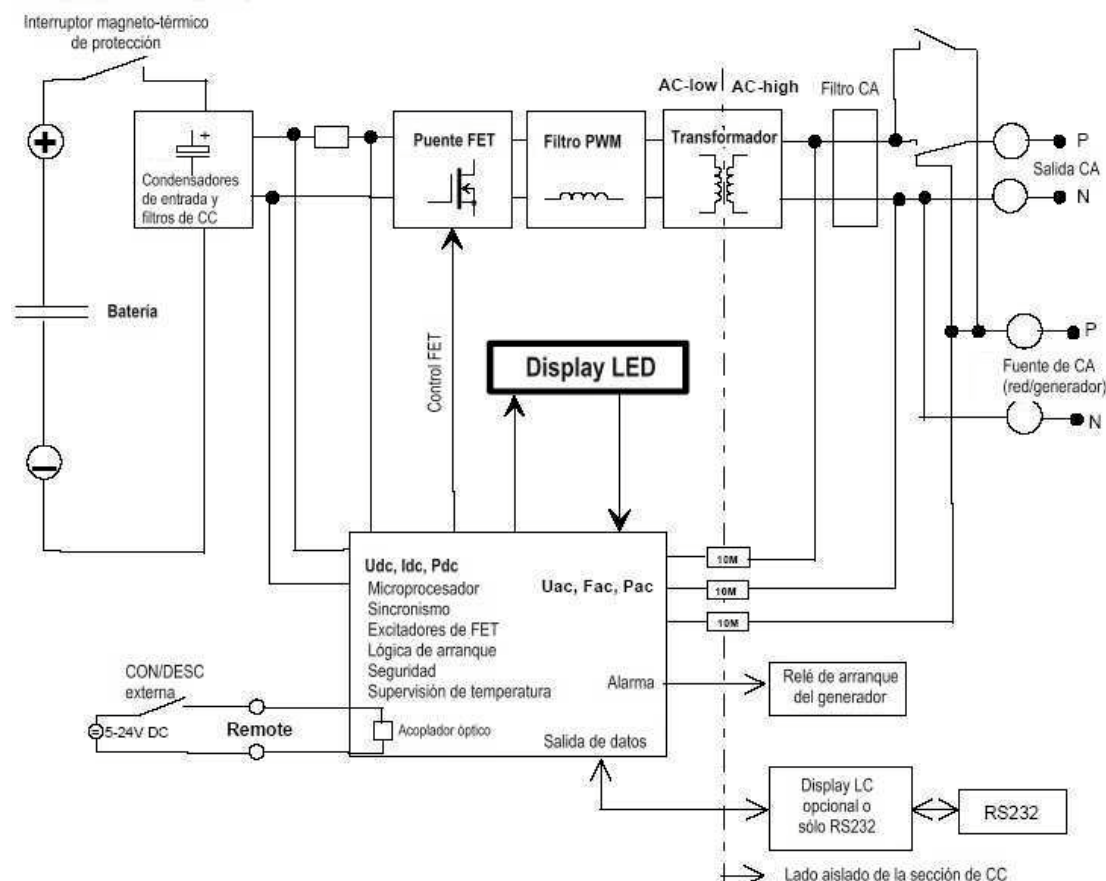 Interruptor magneto-térmico
de protección
AC-low
AC-high
Filtro CA
Puente FET
Filtro PWM
Transformador
Condensadores
de entrada y
filtros de CC
P
Salida CA
N
Batería
Control FET
Display LED
P
Fuente de CA
(red/generador)
N
Udc, Idc, Pdc
Microprocesador
Sincronismo
Excitadores de FET
Lógica de arranque
Seguridad
Supervisión de temperatura
Uac, Fac, Pac
10M
10M
10M
Alarma
Relé de arranque
del generador
CON/DESC
externa
5-24V DC
Remote
Acoplador óptico
Salida de datos
Display LC
opcional o
sólo RS232
RS232
Lado aislado de la sección de CC